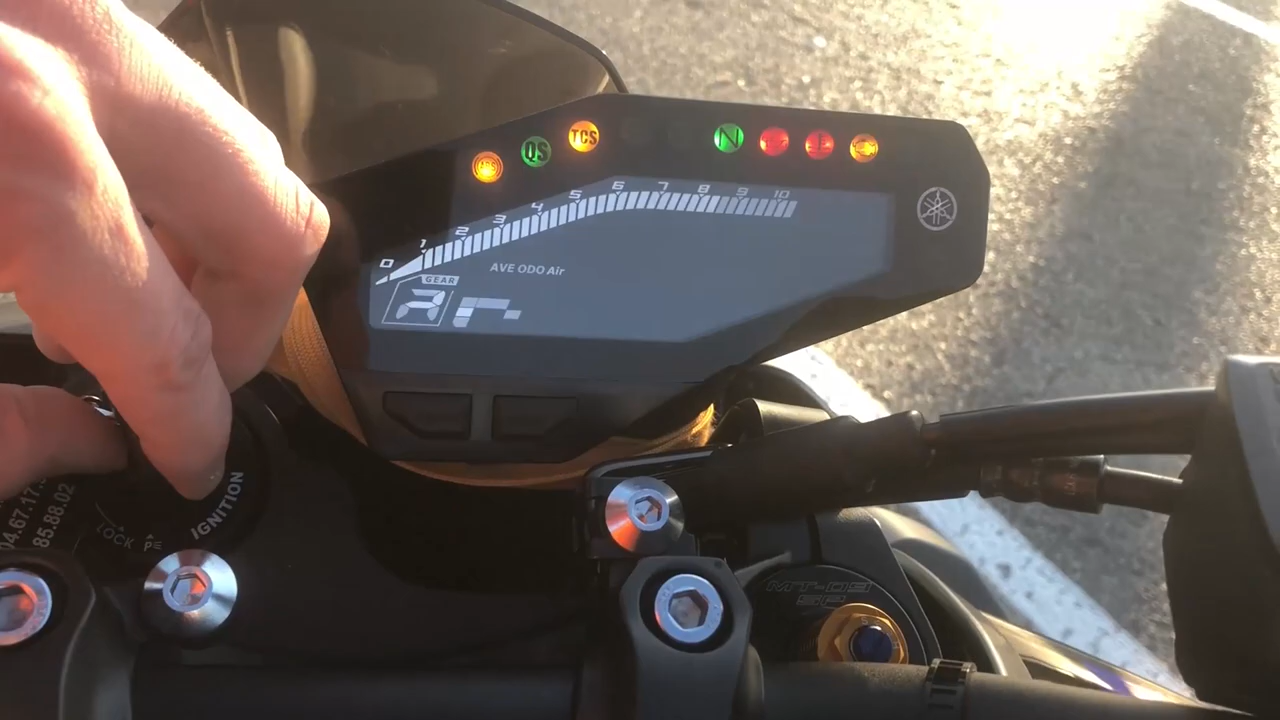 ABS QS TCS N
0 1 2 3 4 5 6 7 8 9 10
GEAR
AVE ODO Air
IGNITION
LOCK
85.88.02
MT-09
SP